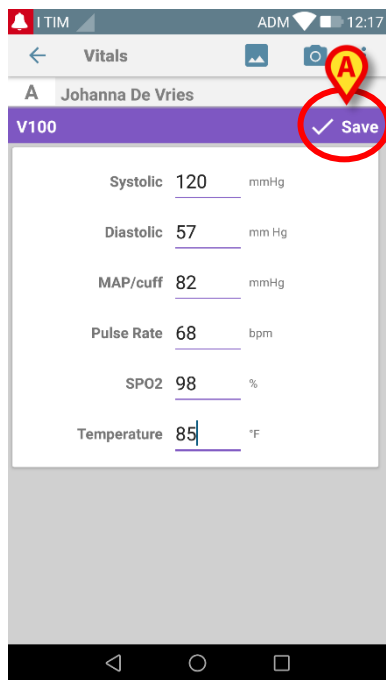 I TIM ADM 12:17
Vitals
A
A Johanna De Vries
V100 Save
Systolic 120 mmHg
Diastolic 57 mm Hg
MAP/cuff 82 mmHg
Pulse Rate 68 bpm
SPO2 98 %
Temperature 85 °F